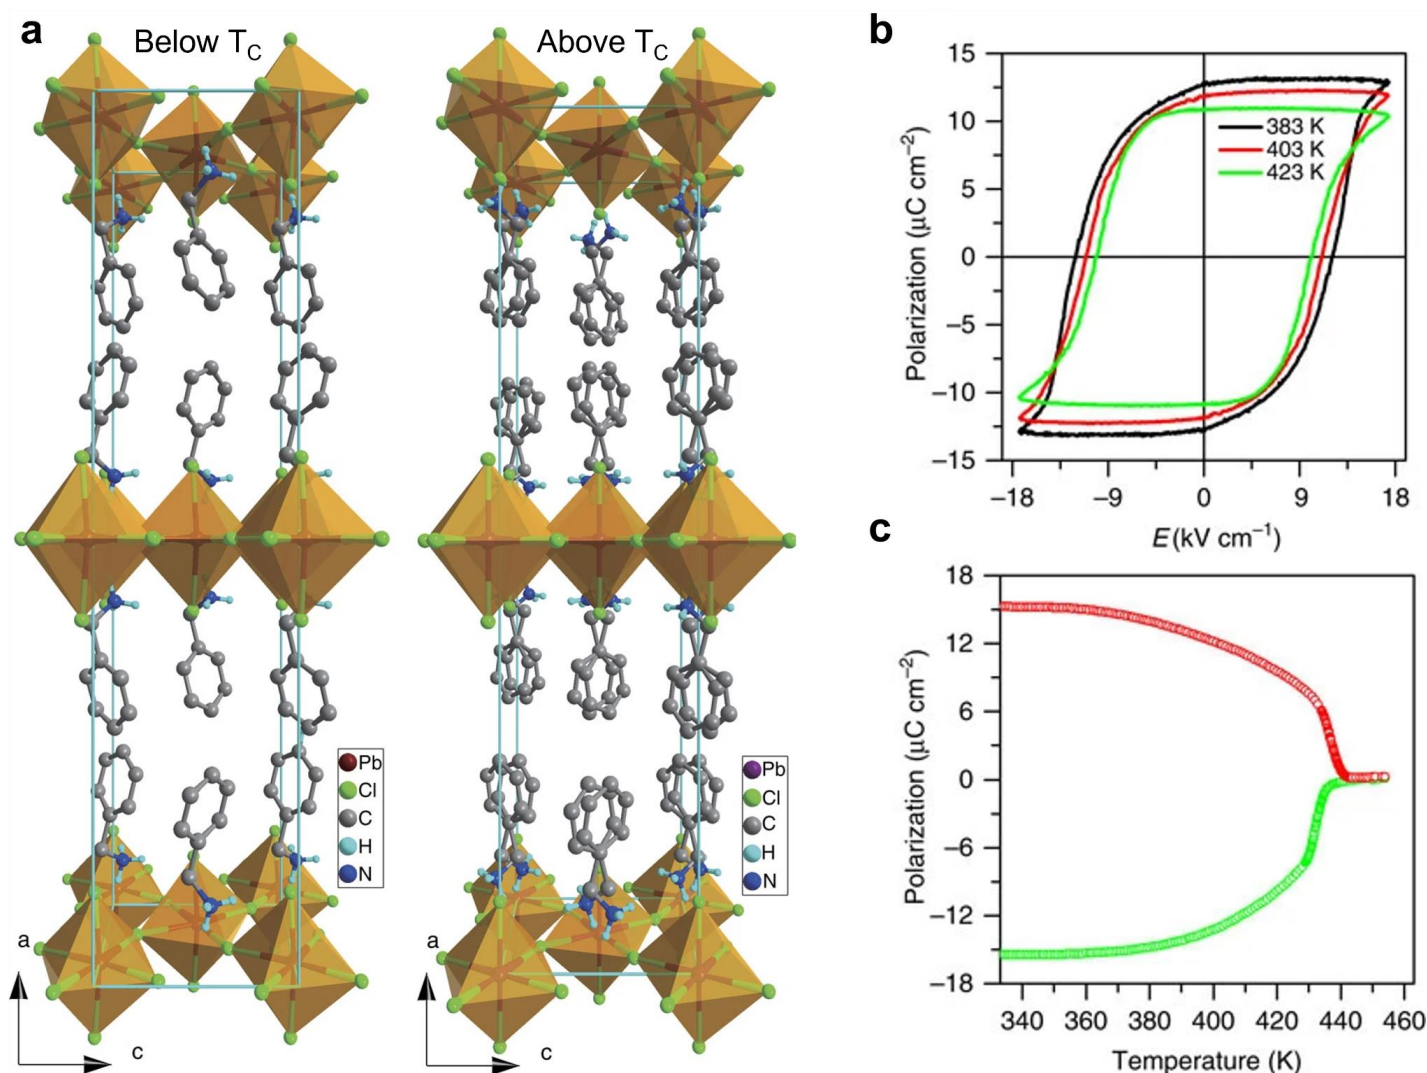 a
Below T_C
Above T_C
Pb
Cl
C
H
N
Pb
Cl
C
H
N
a
c
a
c
b
15
10
5
0
−5
−10
−15
Polarization (μC cm⁻²)
383 K
403 K
423 K
−18
−9
0
9
18
E (kV cm⁻¹)
c
18
12
6
0
−6
−12
−18
Polarization (μC cm⁻²)
340
360
380
400
420
440
460
Temperature (K)